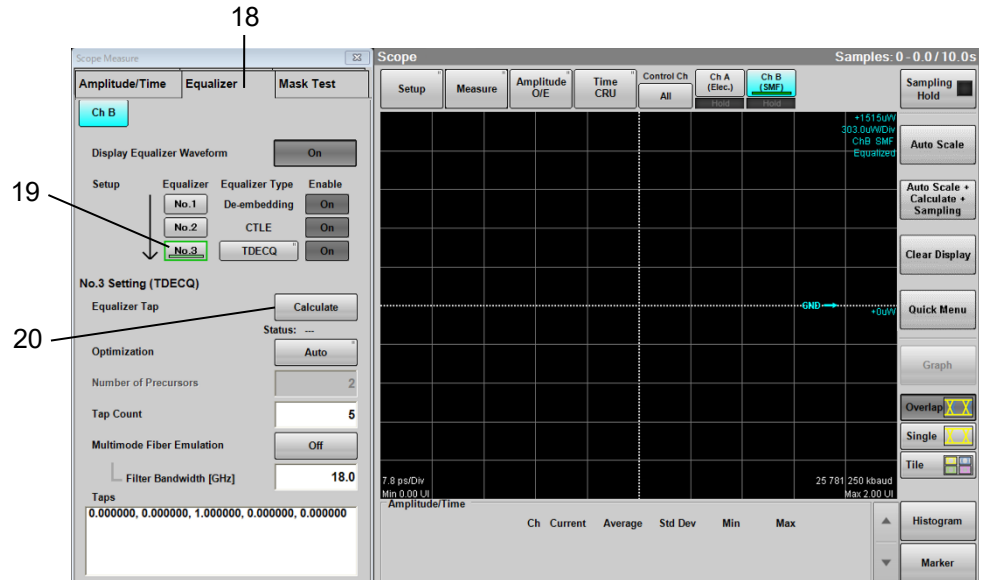 18
Scope Measure
Amplitude/Time Equalizer Mask Test
Ch B
Display Equalizer Waveform On
Setup Equalizer Equalizer Type Enable
No.1 De-embedding On
No.2 CTLE On
19
No.3 TDECQ On
No.3 Setting (TDECQ)
Equalizer Tap Calculate
20
Status: ---
Optimization Auto
Number of Precursors 2
Tap Count 5
Multimode Fiber Emulation Off
Filter Bandwidth [GHz] 18.0
Taps
0.000000, 0.000000, 1.000000, 0.000000, 0.000000
Scope Samples: 0 - 0.0 / 10.0s
Setup Measure Amplitude O/E Time CRU Control Ch All Ch A (Elec.) Hold Ch B (SMF) Hold
Sampling Hold
+1515uW
303.0uW/Div
ChB SMF
Equalized
GND
+0uW
7.8 ps/Div
Min 0.00 UI
25 781 250 kbaud
Max 2.00 UI
Auto Scale
Auto Scale +
Calculate +
Sampling
Clear Display
Quick Menu
Graph
Overlap
Single
Tile
Histogram
Marker
Amplitude/Time
Ch Current Average Std Dev Min Max